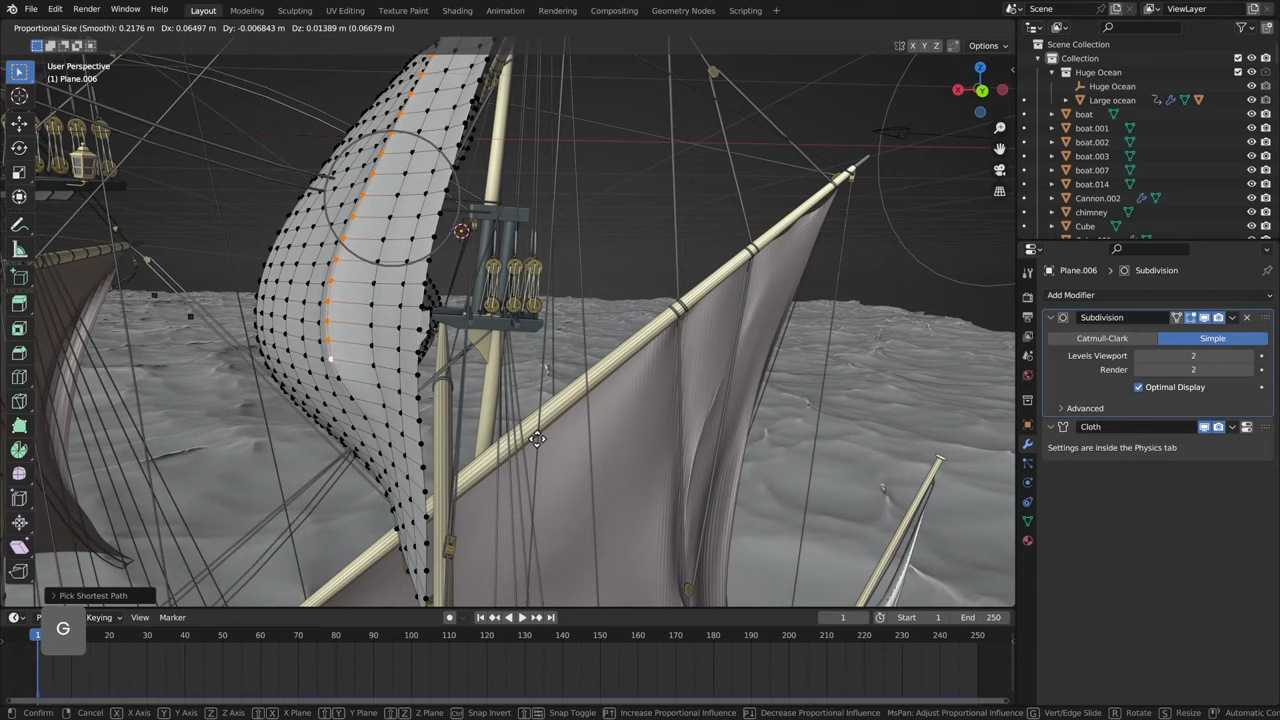 File Edit Render Window Help
Layout Modeling Sculpting UV Editing Texture Paint Shading Animation Rendering Compositing Geometry Nodes Scripting
Scene
ViewLayer
Proportional Size (Smooth): 0.2176 m Dx: 0.06497 m Dy: -0.006843 m Dz: 0.01389 m (0.06679 m)
X Y Z
Options
User Perspective
(1) Plane.006
Z
X
Y
Scene Collection
Collection
Huge Ocean
Huge Ocean
Large ocean
boat
boat.001
boat.002
boat.003
boat.007
boat.014
Cannon.002
chimney
Cube
Plane.006 Subdivision
Add Modifier
Subdivision
Catmull-Clark Simple
Levels Viewport 2
Render 2
Optimal Display
Advanced
Cloth
Settings are inside the Physics tab
Pick Shortest Path
G
Keying View Marker
1
Start 1
End 250
1 20 30 40 50 60 70 80 90 100 110 120 130 140 150 160 170 180 190 200 210 220 230 240 250
Confirm Cancel X X Axis Y Y Axis Z Z Axis X X Plane Y Y Plane Z Z Plane Snap Invert Snap Toggle Increase Proportional Influence Decrease Proportional Influence MsPan: Adjust Proportional Influence G Vert/Edge Slide R Rotate S Resize Automatic Co